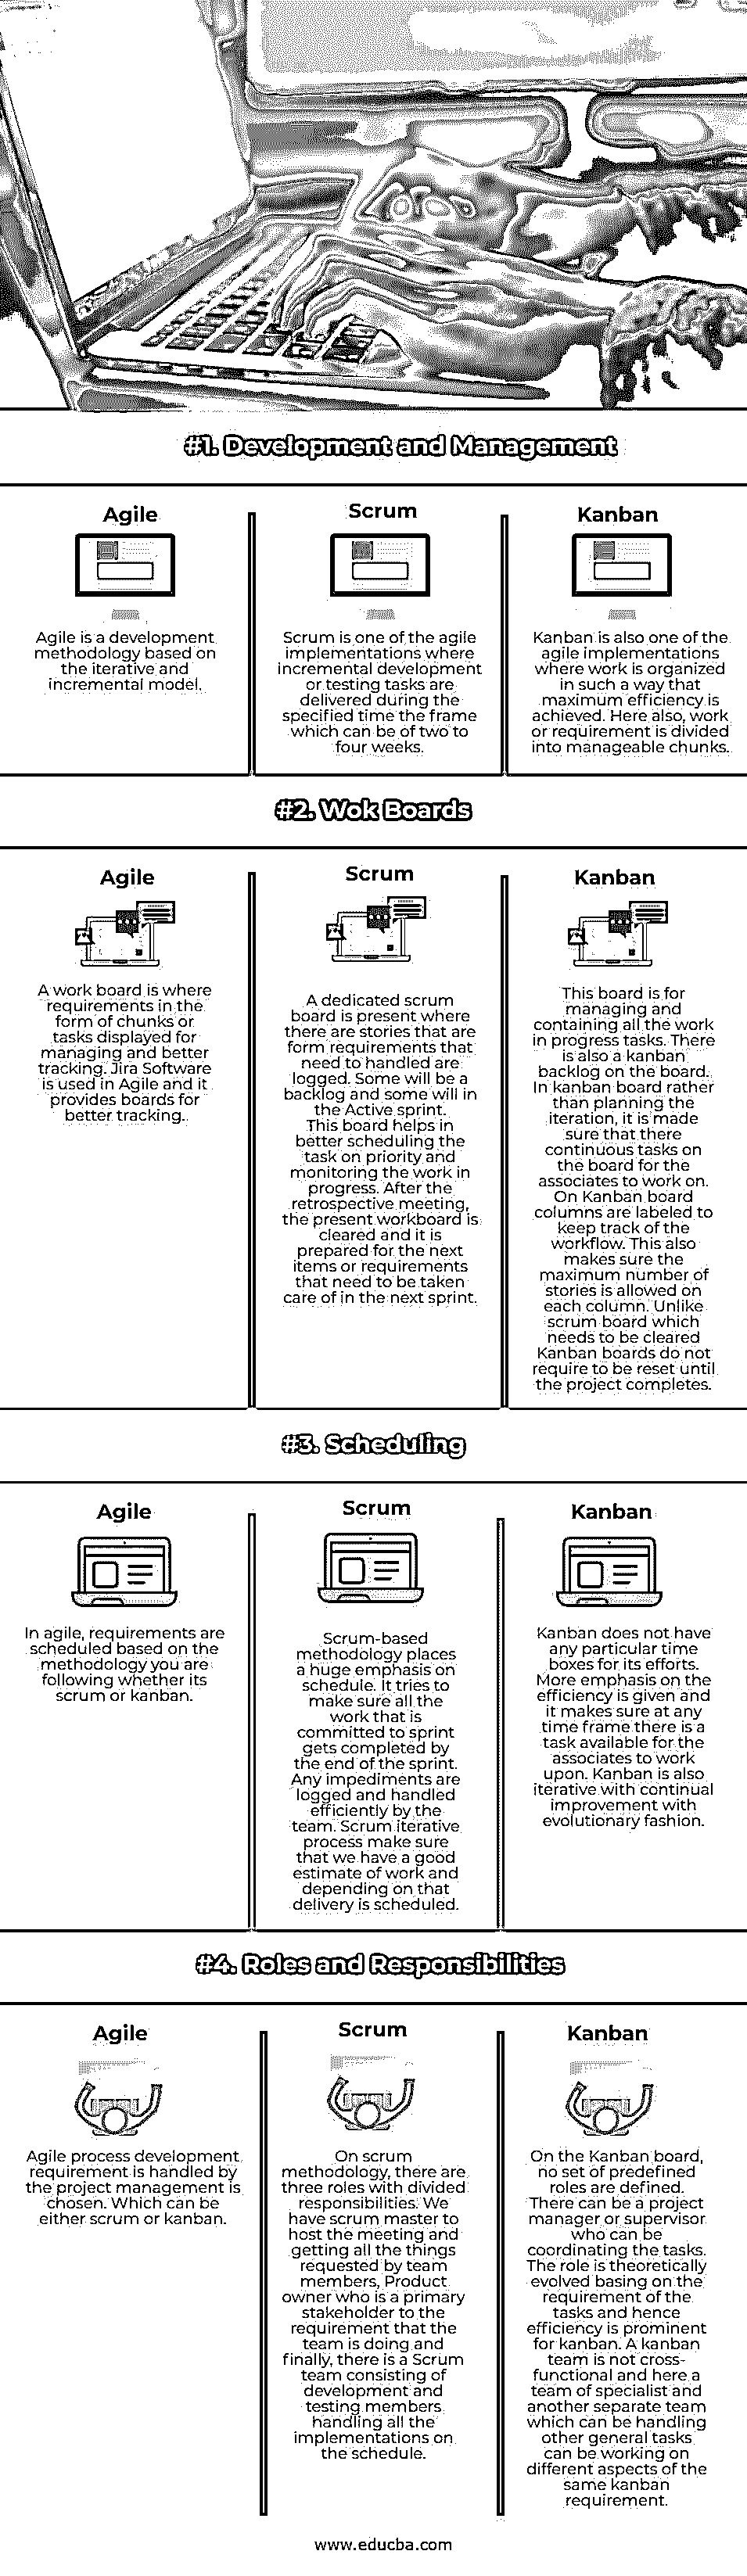 #1. Development and Management
Agile
Agile is a development
methodology based on
the iterative and
incremental model.
Scrum
Scrum is one of the agile
implementations where
incremental development
or testing tasks are
delivered during the
specified time the frame
which can be of two to
four weeks.
Kanban
Kanban is also one of the
agile implementations
where work is organized
in such a way that
maximum efficiency is
achieved. Here also, work
or requirement is divided
into manageable chunks.
#2. Wok Boards
Agile
A work board is where
requirements in the
form of chunks or
tasks displayed for
managing and better
tracking. Jira Software
is used in Agile and it
provides boards for
better tracking.
Scrum
A dedicated scrum
board is present where
there are stories that are
form requirements that
need to handled are
logged. Some will be a
backlog and some will in
the Active sprint.
This board helps in
better scheduling the
task on priority and
monitoring the work in
progress. After the
retrospective meeting,
the present workboard is
cleared and it is
prepared for the next
items or requirements
that need to be taken
care of in the next sprint.
Kanban
This board is for
managing and
containing all the work
in progress tasks. There
is also a kanban
backlog on the board.
In kanban board rather
than planning the
iteration, it is made
sure that there
continuous tasks on
the board for the
associates to work on.
On Kanban board
columns are labeled to
keep track of the
workflow. This also
makes sure the
maximum number of
stories is allowed on
each column. Unlike
scrum board which
needs to be cleared
Kanban boards do not
require to be reset until
the project completes.
#3. Scheduling
Agile
In agile, requirements are
scheduled based on the
methodology you are
following whether its
scrum or kanban.
Scrum
Scrum-based
methodology places
a huge emphasis on
schedule. It tries to
make sure all the
work that is
committed to sprint
gets completed by
the end of the sprint.
Any impediments are
logged and handled
efficiently by the
team. Scrum iterative
process make sure
that we have a good
estimate of work and
depending on that
delivery is scheduled.
Kanban
Kanban does not have
any particular time
boxes for its efforts.
More emphasis on the
efficiency is given and
it makes sure at any
time frame there is a
task available for the
associates to work
upon. Kanban is also
iterative with continual
improvement with
evolutionary fashion.
#4. Roles and Responsibilities
Agile
Agile process development
requirement is handled by
the project management is
chosen. Which can be
either scrum or kanban.
Scrum
On scrum
methodology, there are
three roles with divided
responsibilities. We
have scrum master to
host the meeting and
getting all the things
requested by team
members, Product
owner who is a primary
stakeholder to the
requirement that the
team is doing and
finally, there is a Scrum
team consisting of
development and
testing members
handling all the
implementations on
the schedule.
Kanban
On the Kanban board,
no set of predefined
roles are defined.
There can be a project
manager or supervisor
who can be
coordinating the tasks.
The role is theoretically
evolved basing on the
requirement of the
tasks and hence
efficiency is prominent
for kanban. A kanban
team is not cross-
functional and here a
team of specialist and
another separate team
which can be handling
other general tasks
can be working on
different aspects of the
same kanban
requirement.
www.educba.com